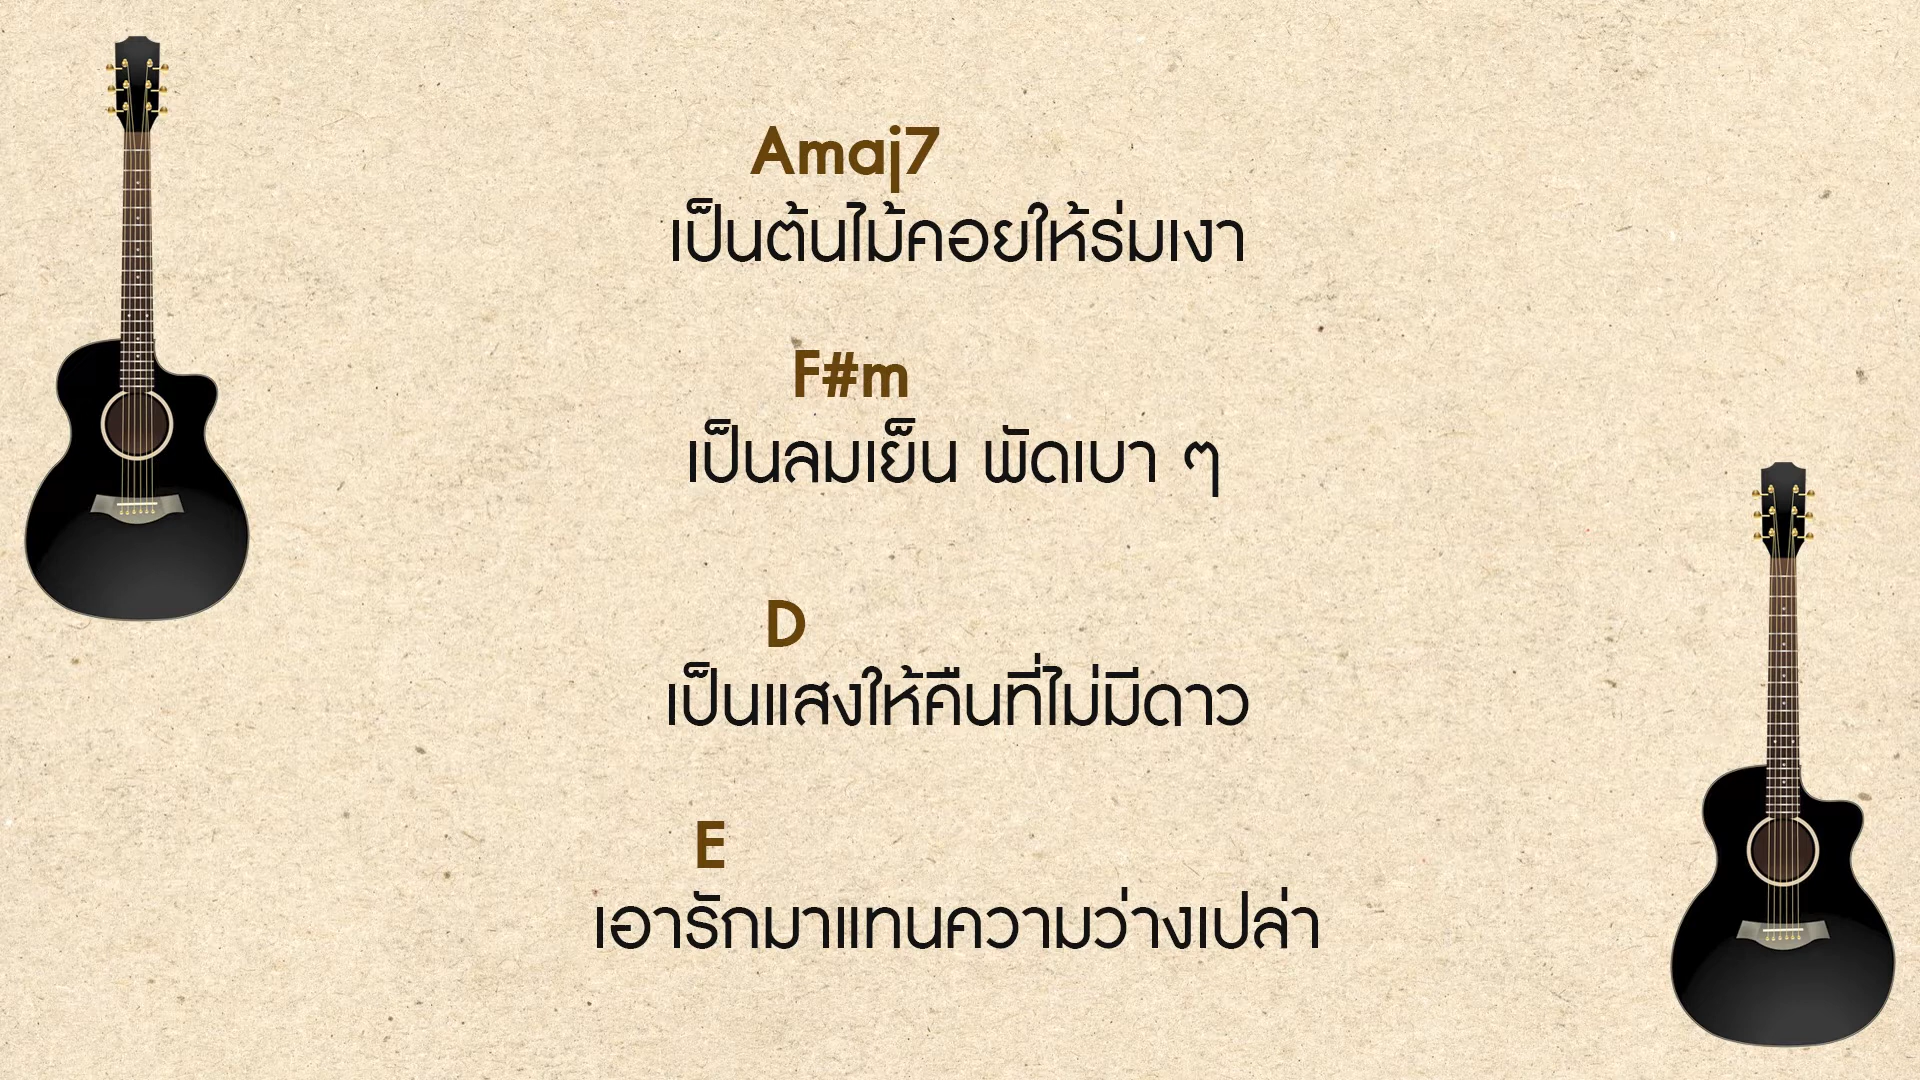 Amaj7
เป็นต้นไม้คอยให้ร่มเงา
F#m
เป็นลมเย็น พัดเบา ๆ
D
เป็นแสงให้คืนที่ไม่มีดาว
E
เอารักมาแทนความว่างเปล่า